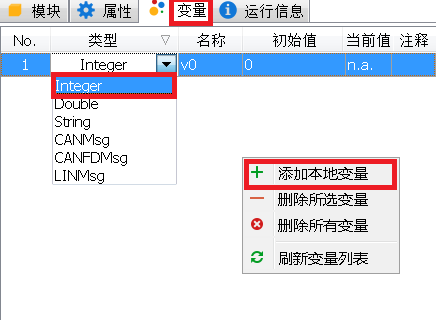 模块 属性 变量 运行信息
No. 类型 名称 初始值 当前值 注释
1 Integer v0 0 n.a.
Integer
Double
String
CANMsg
CANFDMsg
LINMsg
添加本地变量
删除所选变量
删除所有变量
刷新变量列表